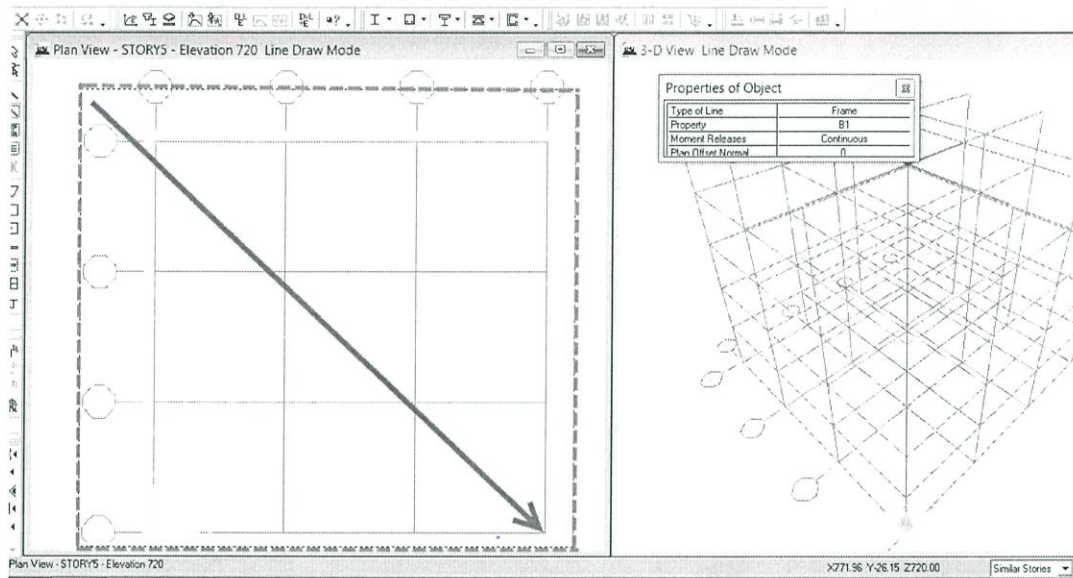 Plan View - STORY5 - Elevation 720 Line Draw Mode
3-D View Line Draw Mode
Properties of Object
Type of Line Frame
Property B1
Moment Releases Continuous
Plan Offset Normal 0
Plan View - STORY5 - Elevation 720
X771.96 Y-26.15 Z720.00
Similar Stories